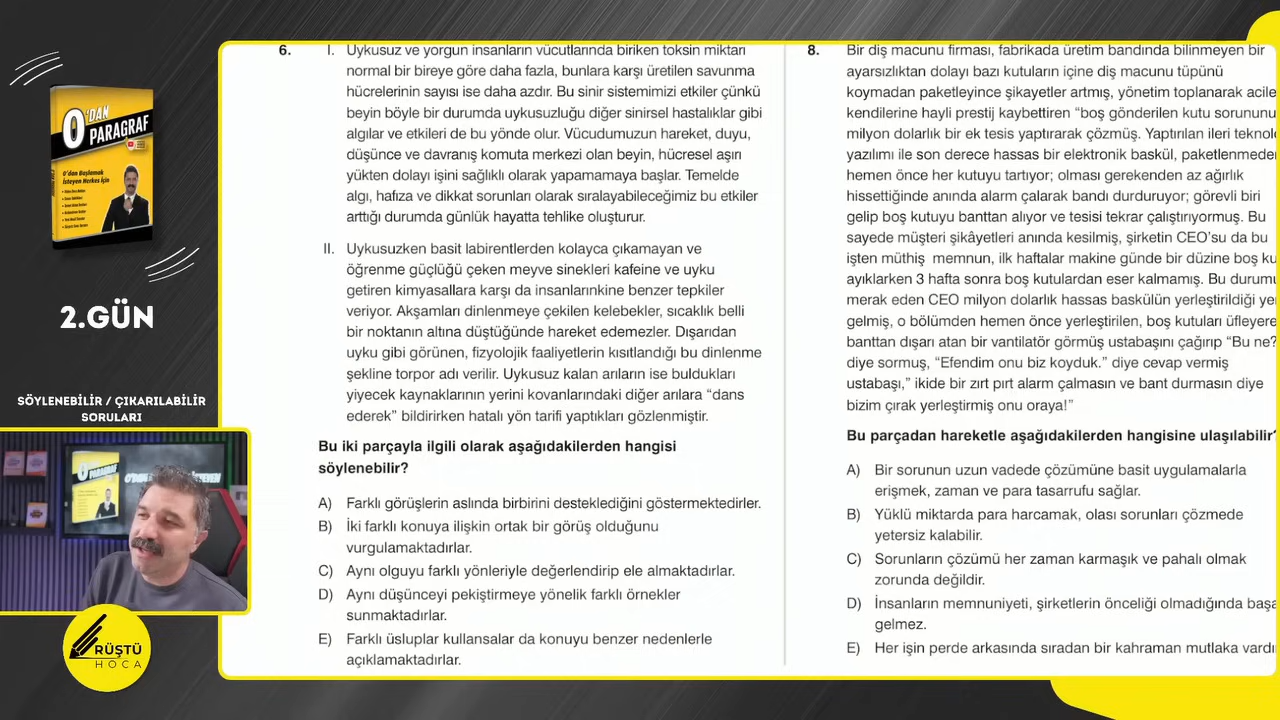 O'DAN
PARAGRAF
O'dan Başlamak
İsteyen Herkes İçin
2.GÜN
SÖYLENEBİLİR / ÇIKARILABİLİR
SORULARI
PARAGRAF
RÜŞTÜ
HOCA
6. I. Uykusuz ve yorgun insanların vücutlarında biriken toksin miktarı
normal bir bireye göre daha fazla, bunlara karşı üretilen savunma
hücrelerinin sayısı ise daha azdır. Bu sinir sistemimizi etkiler çünkü
beyin böyle bir durumda uykusuzluğu diğer sinirsel hastalıklar gibi
algılar ve etkileri de bu yönde olur. Vücudumuzun hareket, duyu,
düşünce ve davranış komuta merkezi olan beyin, hücresel aşırı
yükten dolayı işini sağlıklı olarak yapamamaya başlar. Temelde
algı, hafıza ve dikkat sorunları olarak sıralayabileceğimiz bu etkiler
arttığı durumda günlük hayatta tehlike oluşturur.
II. Uykusuzken basit labirentlerden kolayca çıkamayan ve
öğrenme güçlüğü çeken meyve sinekleri kafeine ve uyku
getiren kimyasallara karşı da insanlarınkine benzer tepkiler
veriyor. Akşamları dinlenmeye çekilen kelebekler, sıcaklık belli
bir noktanın altına düştüğünde hareket edemezler. Dışarıdan
uyku gibi görünen, fizyolojik faaliyetlerin kısıtlandığı bu dinlenme
şekline torpor adı verilir. Uykusuz kalan arıların ise buldukları
yiyecek kaynaklarının yerini kovanlarındaki diğer arılara “dans
ederek” bildirirken hatalı yön tarifi yaptıkları gözlenmiştir.
Bu iki parçayla ilgili olarak aşağıdakilerden hangisi
söylenebilir?
A) Farklı görüşlerin aslında birbirini desteklediğini göstermektedirler.
B) İki farklı konuya ilişkin ortak bir görüş olduğunu
vurgulamaktadırlar.
C) Aynı olguyu farklı yönleriyle değerlendirip ele almaktadırlar.
D) Aynı düşünceyi pekiştirmeye yönelik farklı örnekler
sunmaktadırlar.
E) Farklı üsluplar kullansalar da konuyu benzer nedenlerle
açıklamaktadırlar.
8. Bir diş macunu firması, fabrikada üretim bandında bilinmeyen bir
ayarsızlıktan dolayı bazı kutuların içine diş macunu tüpünü
koymadan paketleyince şikayetler artmış, yönetim toplanarak acile
kendilerine hayli prestij kaybettiren “boş gönderilen kutu sorununu
milyon dolarlık bir ek tesis yaptırarak çözmüş. Yaptırılan ileri teknolo
yazılımı ile son derece hassas bir elektronik baskül, paketlenmeden
hemen önce her kutuyu tartıyor; olması gerekenden az ağırlık
hissettiğinde anında alarm çalarak bandı durduruyor; görevli biri
gelip boş kutuyu banttan alıyor ve tesisi tekrar çalıştırıyormuş. Bu
sayede müşteri şikâyetleri anında kesilmiş, şirketin CEO’su da bu
işten müthiş memnun, ilk haftalar makine günde bir düzine boş ku
ayıklarken 3 hafta sonra boş kutulardan eser kalmamış. Bu durumu
merak eden CEO milyon dolarlık hassas baskülün yerleştirildiği ye
gelmiş, o bölümden hemen önce yerleştirilen, boş kutuları üfleyere
banttan dışarı atan bir vantilatör görmüş ustabaşını çağırıp “Bu ne?
diye sormuş, “Efendim onu biz koyduk.” diye cevap vermiş
ustabaşı,” ikide bir zırt pırt alarm çalmasın ve bant durmasın diye
bizim çırak yerleştirmiş onu oraya!”
Bu parçadan hareketle aşağıdakilerden hangisine ulaşılabilir?
A) Bir sorunun uzun vadede çözümüne basit uygulamalarla
erişmek, zaman ve para tasarrufu sağlar.
B) Yüklü miktarda para harcamak, olası sorunları çözmede
yetersiz kalabilir.
C) Sorunların çözümü her zaman karmaşık ve pahalı olmak
zorunda değildir.
D) İnsanların memnuniyeti, şirketlerin önceliği olmadığında başa
gelmez.
E) Her işin perde arkasında sıradan bir kahraman mutlaka vardı